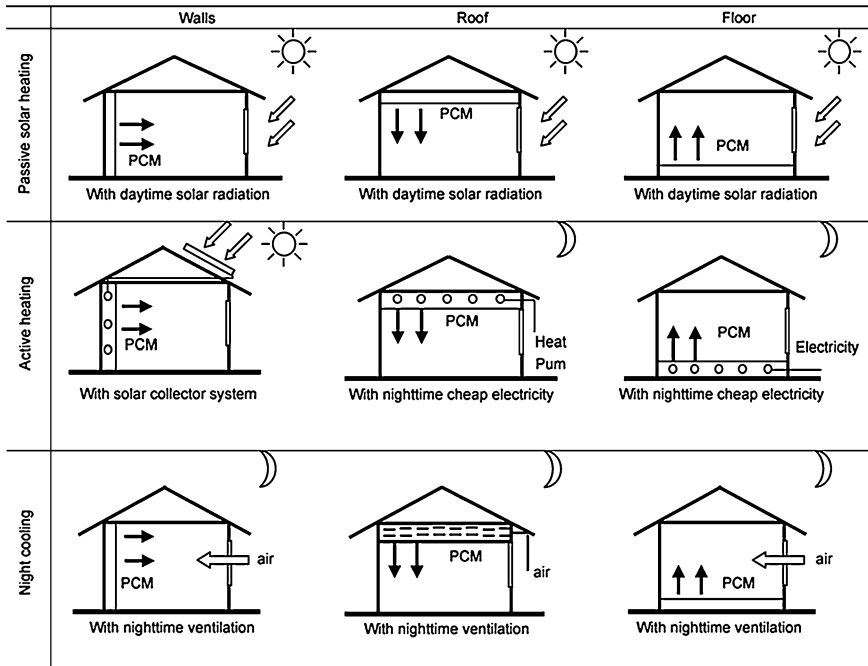 Walls
Roof
Floor
Passive solar heating
PCM
With daytime solar radiation
PCM
With daytime solar radiation
PCM
With daytime solar radiation
Active heating
PCM
With solar collector system
PCM
Heat
Pum
With nighttime cheap electricity
PCM
Electricity
With nighttime cheap electricity
Night cooling
PCM
air
With nighttime ventilation
PCM
air
With nighttime ventilation
PCM
air
With nighttime ventilation